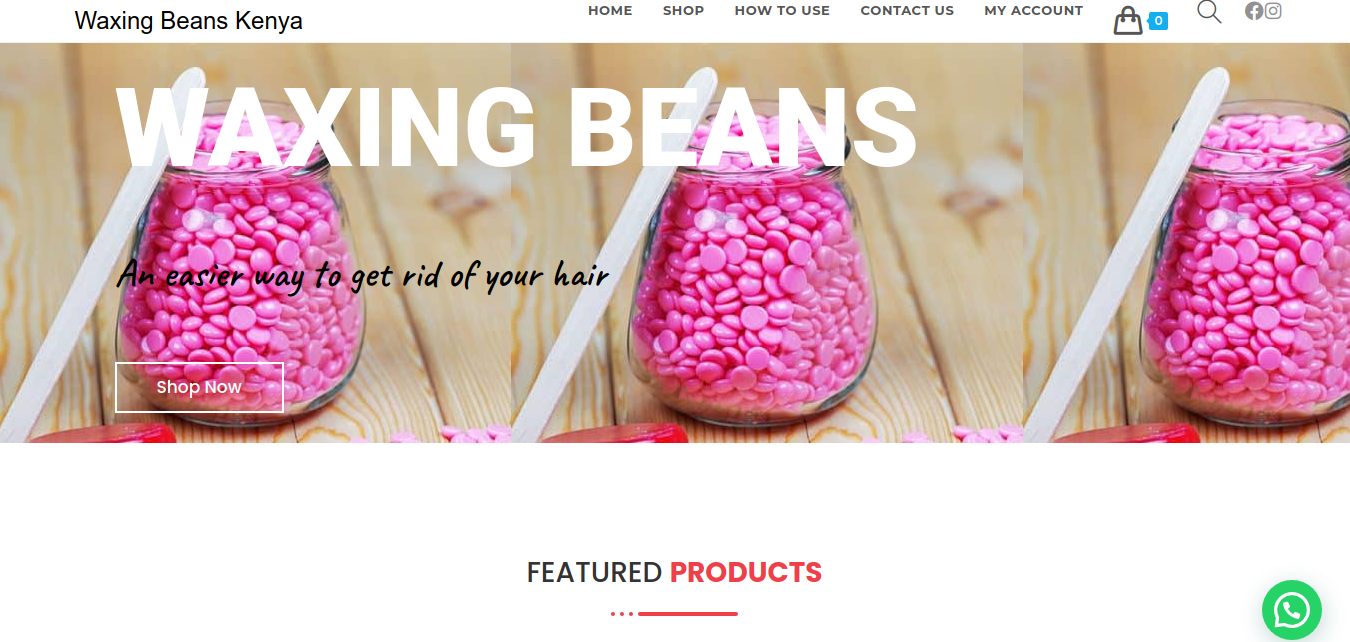 Waxing Beans Kenya
HOME SHOP HOW TO USE CONTACT US MY ACCOUNT 0
WAXING BEANS
An easier way to get rid of your hair
Shop Now
FEATURED PRODUCTS